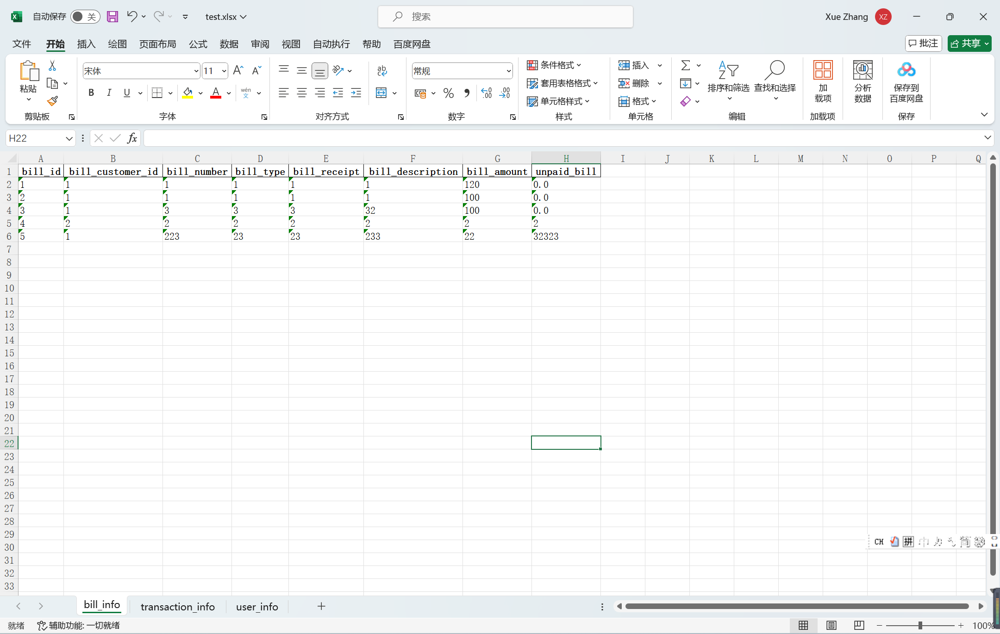 自动保存 关 test.xlsx 搜索 Xue Zhang XZ
文件 开始 插入 绘图 页面布局 公式 数据 审阅 视图 自动执行 帮助 百度网盘 批注 共享
粘贴 宋体 11 A A ab c 常规 条件格式 插入 Σ A Z 排序和筛选 查找和选择 加载项 分析数据 保存到百度网盘
B I U A wén 文 % .00 .00 套用表格格式 删除
单元格样式 格式
剪贴板 字体 对齐方式 数字 样式 单元格 编辑 加载项 保存
H22 fx
A B C D E F G H I J K L M N O P Q
1 bill_id bill_customer_id bill_number bill_type bill_receipt bill_description bill_amount unpaid_bill
2 1 1 1 1 1 1 120 0.0
3 2 1 1 1 1 1 100 0.0
4 3 1 3 3 3 32 100 0.0
5 4 2 2 2 2 2 2 2
6 5 1 223 23 23 233 22 32323
7
8
9
10
11
12
13
14
15
16
17
18
19
20
21
22
23
24
25
26
27
28
29
30 CH 拼 中 简
31
32
33
bill_info transaction_info user_info +
就绪 辅助功能: 一切就绪 100%